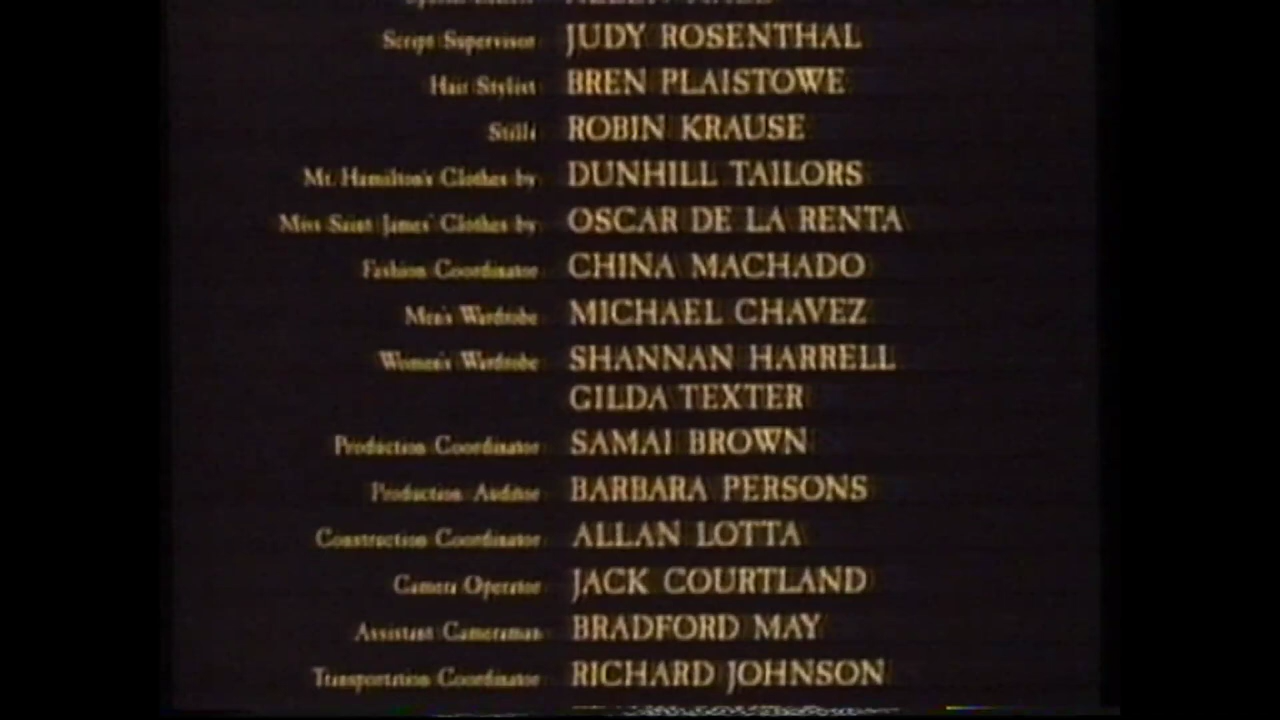 Script Supervisor JUDY ROSENTHAL
Hair Stylist BREN PLAISTOWE
Stills ROBIN KRAUSE
Mr. Hamilton's Clothes by DUNHILL TAILORS
Miss Saint James' Clothes by OSCAR DE LA RENTA
Fashion Coordinator CHINA MACHADO
Men's Wardrobe MICHAEL CHAVEZ
Women's Wardrobe SHANNAN HARRELL
GILDA TEXTER
Production Coordinator SAMAI BROWN
Production Auditor BARBARA PERSONS
Construction Coordinator ALLAN LOTTA
Camera Operator JACK COURTLAND
Assistant Cameraman BRADFORD MAY
Transportation Coordinator RICHARD JOHNSON